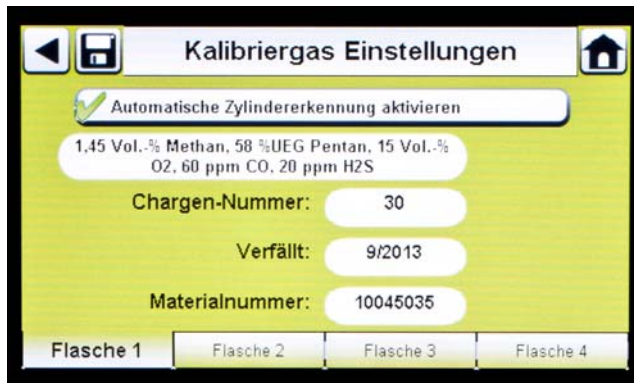 Kalibriergas Einstellungen
Automatische Zylindererkennung aktivieren
1,45 Vol.-% Methan, 58 %UEG Pentan, 15 Vol.-%
O2, 60 ppm CO, 20 ppm H2S
Chargen-Nummer: 30
Verfällt: 9/2013
Materialnummer: 10045035
Flasche 1 Flasche 2 Flasche 3 Flasche 4